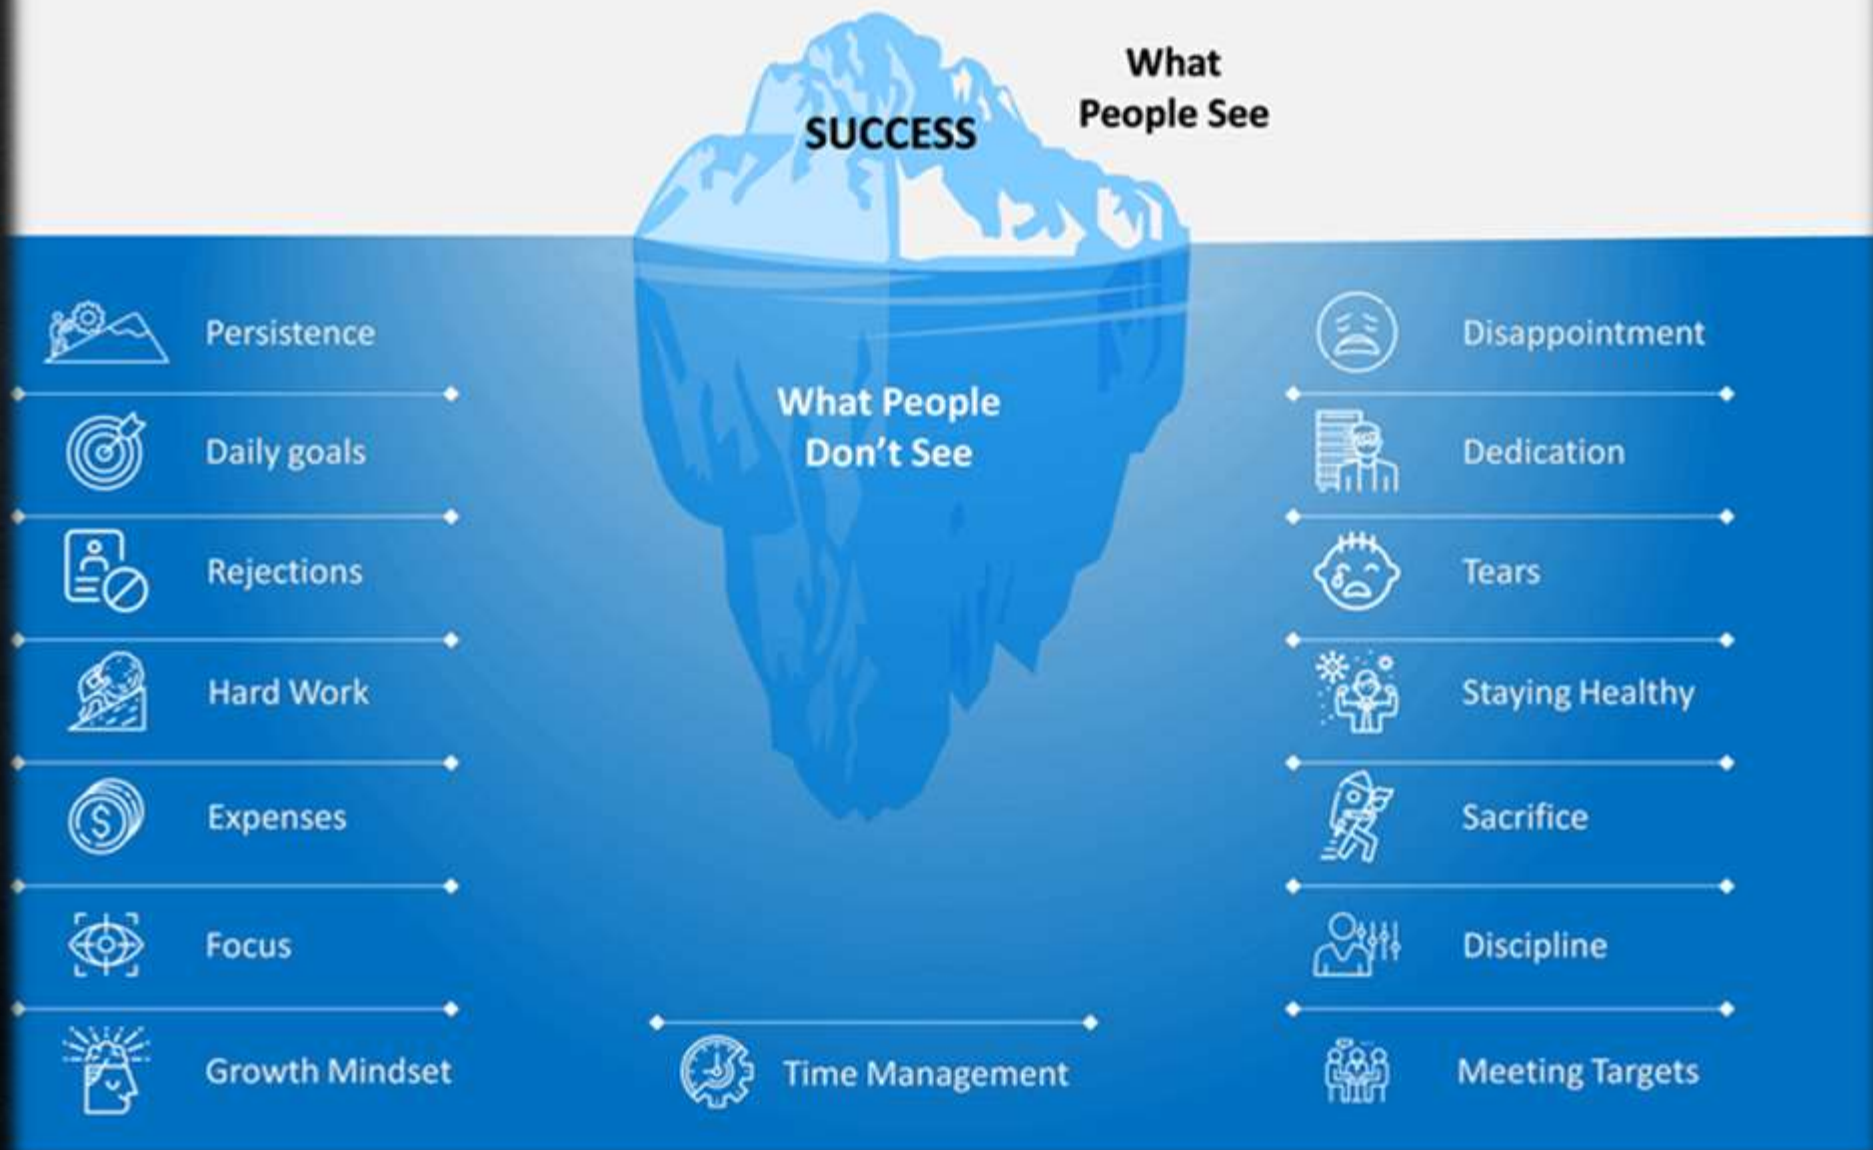 SUCCESS
What
People See
What People
Don't See
Persistence
Daily goals
Rejections
Hard Work
Expenses
Focus
Growth Mindset
Time Management
Disappointment
Dedication
Tears
Staying Healthy
Sacrifice
Discipline
Meeting Targets